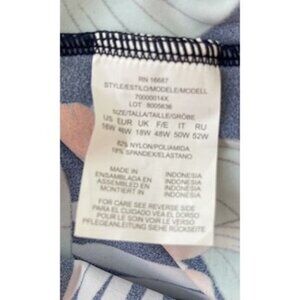 RN 16687
STYLE/ESTILO/MODELE/MODELL
70000014X
LOT 8005636
SIZE/TALLA/TAILLE/GRÖßE
US EUR UK F/E IT RU
16W 46W 18W 48W 50W 52W
82% NYLON/POLIAMIDA
18% SPANDEX/ELASTANO
MADE IN INDONESIA
ENSAMBLADA EN INDONESIA
ASSEMBLED IN INDONESIA
MONTIERT IN INDONESIA
FOR CARE SEE REVERSE SIDE
PARA EL CUIDADO VEA EL DORSO
POUR LE SOIN VOIR LE VERSO
PFLEGEANLEITUNG SIEHE RÜCKSEITE